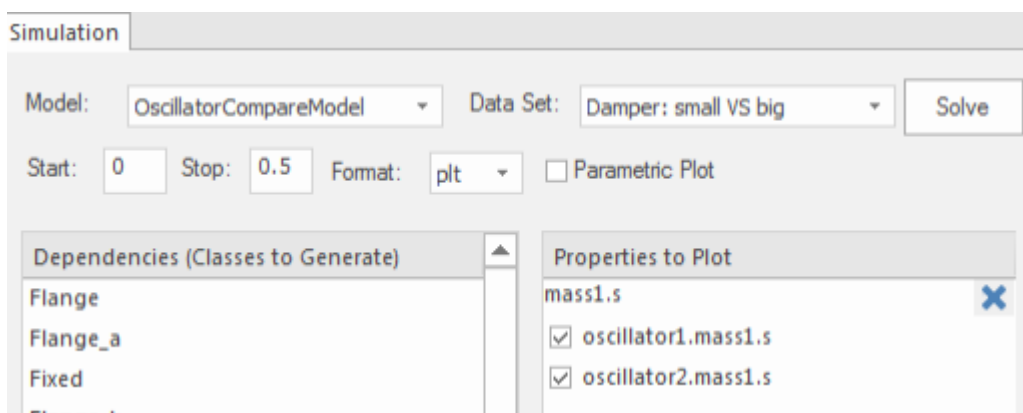 Simulation
Model: OscillatorCompareModel Data Set: Damper: small VS big Solve
Start: 0 Stop: 0.5 Format: plt Parametric Plot
Dependencies (Classes to Generate) Properties to Plot
Flange mass1.s
Flange_a oscillator1.mass1.s
Fixed oscillator2.mass1.s